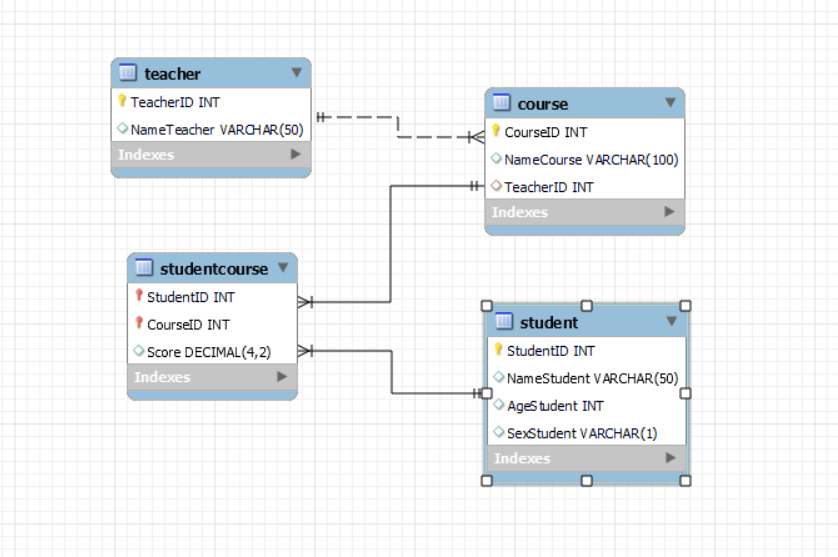 teacher
TeacherID INT
NameTeacher VARCHAR(50)
Indexes
course
CourseID INT
NameCourse VARCHAR(100)
TeacherID INT
Indexes
studentcourse
StudentID INT
CourseID INT
Score DECIMAL(4,2)
Indexes
student
StudentID INT
NameStudent VARCHAR(50)
AgeStudent INT
SexStudent VARCHAR(1)
Indexes